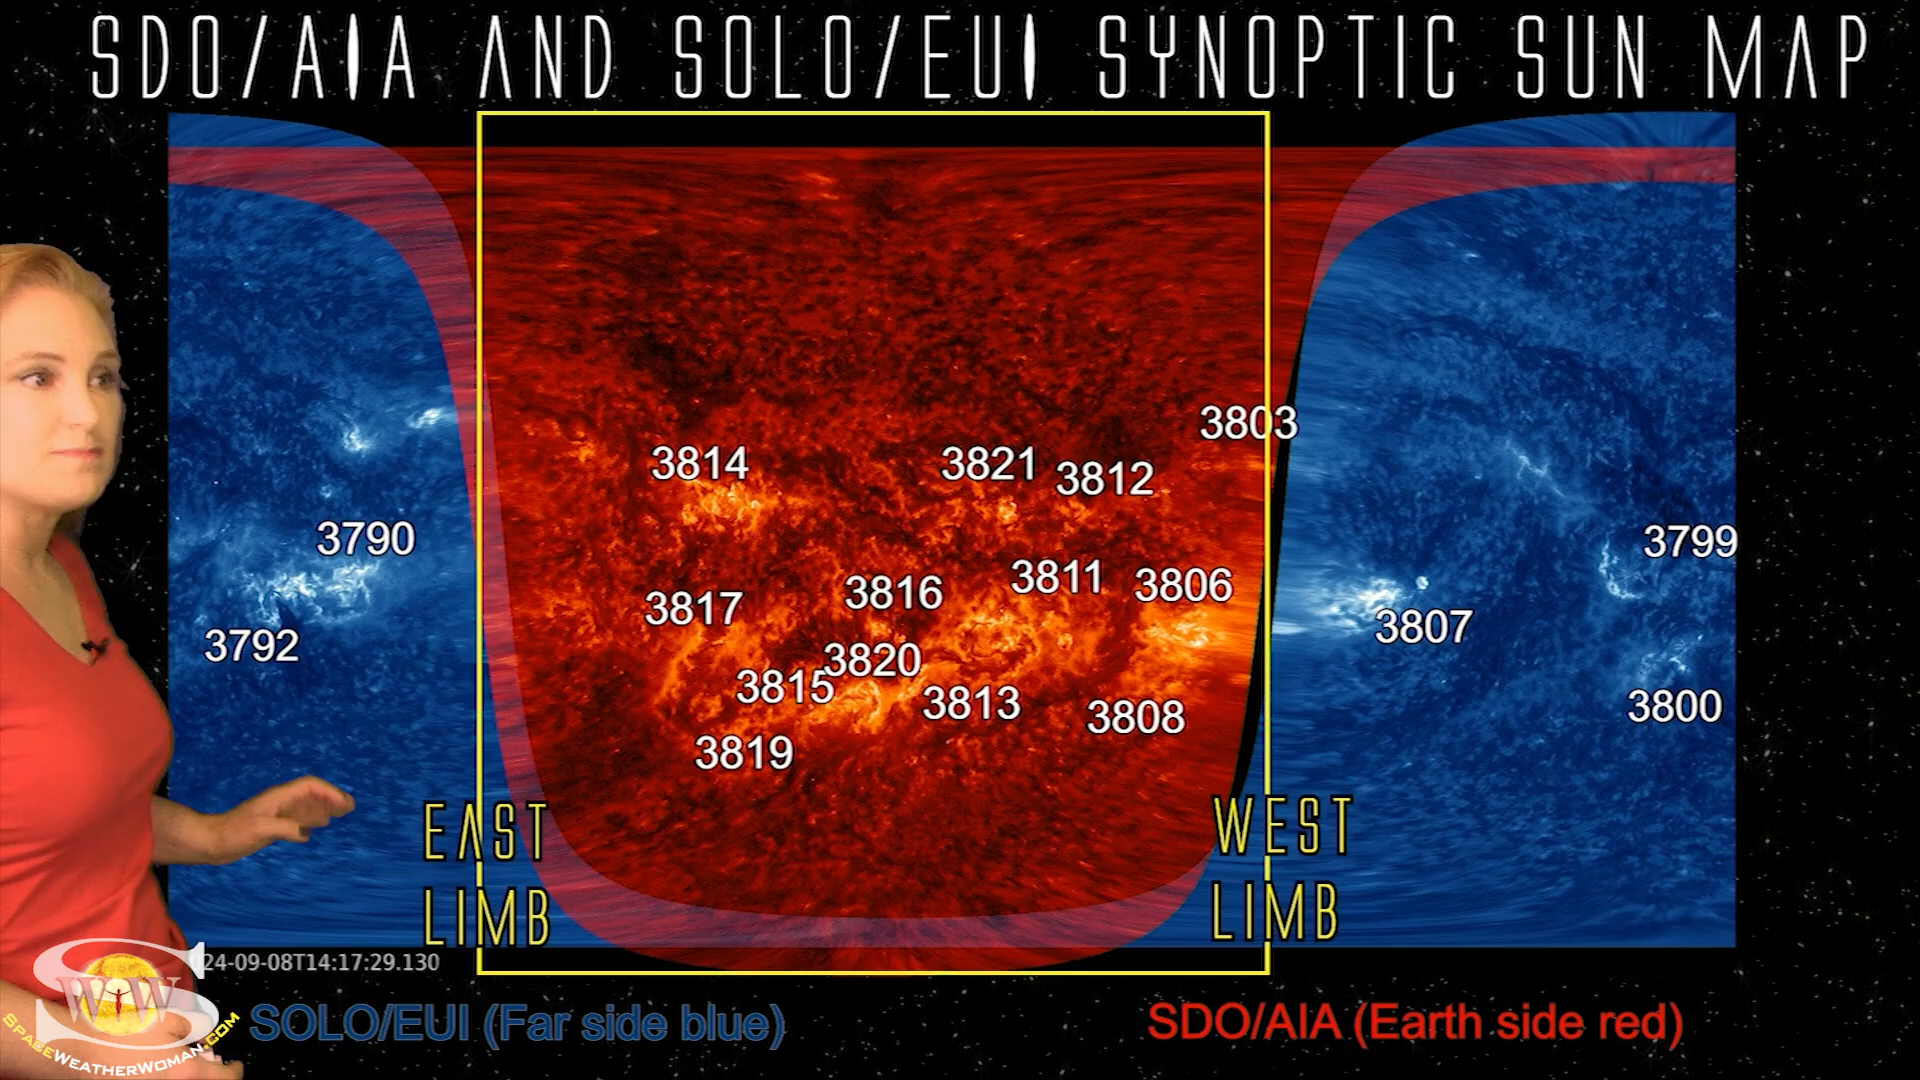 SDO/AIA AND SOLO/EUI SYNOPTIC SUN MAP
3803
3814
3821
3812
3790
3799
3816
3811
3806
3817
3807
3792
3820
3815
3813
3800
3808
3819
EAST
LIMB
WEST
LIMB
24-09-08T14:17:29.130
SWW
SPACEWEATHERWOMAN.COM
SOLO/EUI (Far side blue)
SDO/AIA (Earth side red)